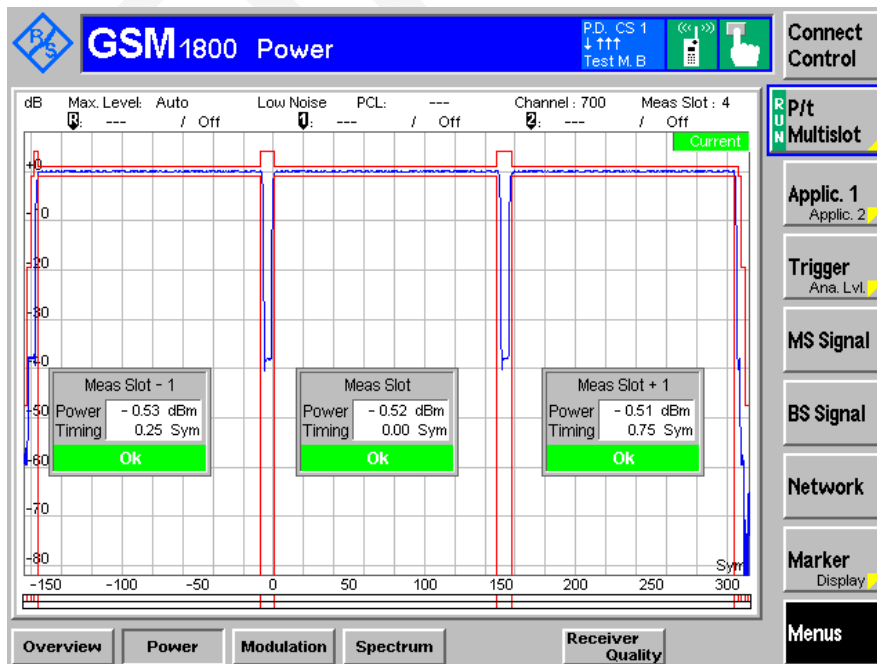 R/S
GSM 1800 Power
P.D. CS 1
↓ ↑↑↑
Test M. B
Connect
Control
dB Max. Level: Auto Low Noise PCL: --- Channel : 700 Meas Slot : 4
R: --- / Off 1: --- / Off 2: --- / Off
Current
RUN
P/t
Multislot
Applic. 1
Applic. 2
Trigger
Ana. Lvl.
MS Signal
BS Signal
Network
Marker
Display
Menus
+0
-10
-20
-30
-40
-50
-60
-70
-80
Meas Slot - 1
Power - 0.53 dBm
Timing 0.25 Sym
Ok
Meas Slot
Power - 0.52 dBm
Timing 0.00 Sym
Ok
Meas Slot + 1
Power - 0.51 dBm
Timing 0.75 Sym
Ok
Sym
-150 -100 -50 0 50 100 150 200 250 300
Overview Power Modulation Spectrum Receiver
Quality